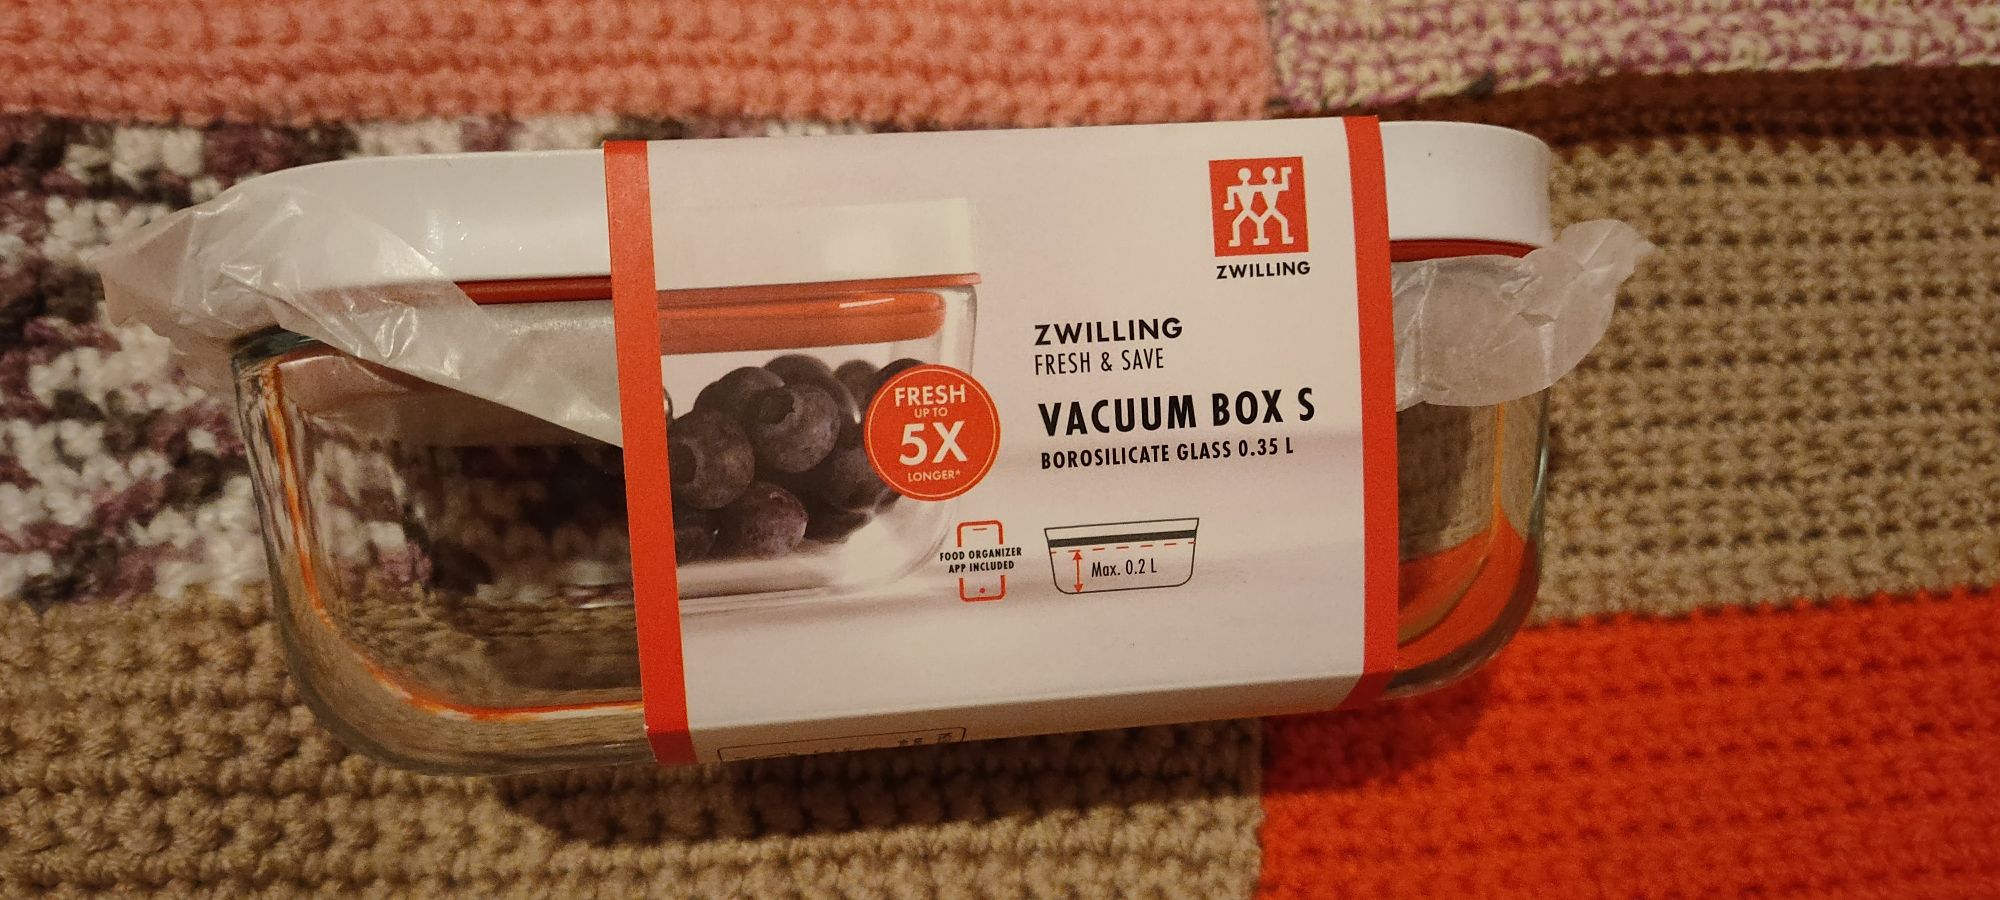 ZWILLING
ZWILLING
FRESH & SAVE
VACUUM BOX S
BOROSILICATE GLASS 0.35 L
FRESH
UP TO
5X
LONGER*
FOOD ORGANIZER
APP INCLUDED
Max. 0.2 L